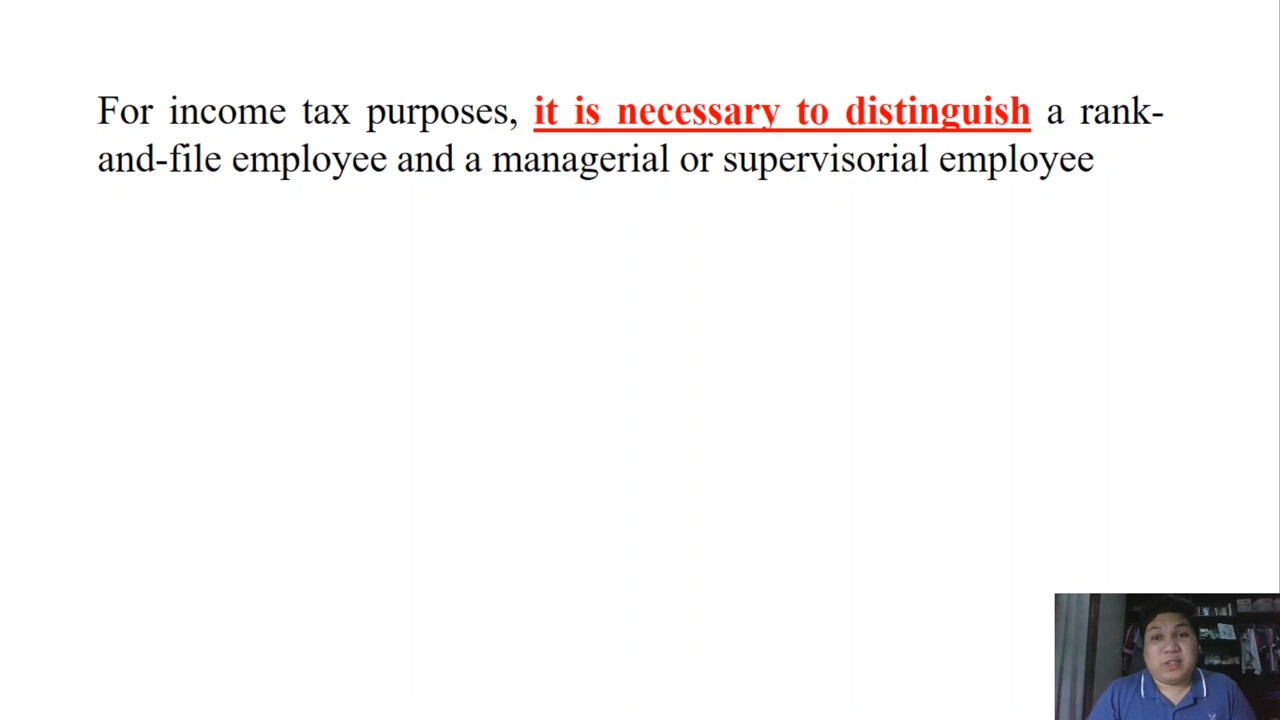 For income tax purposes, it is necessary to distinguish a rank-
and-file employee and a managerial or supervisorial employee